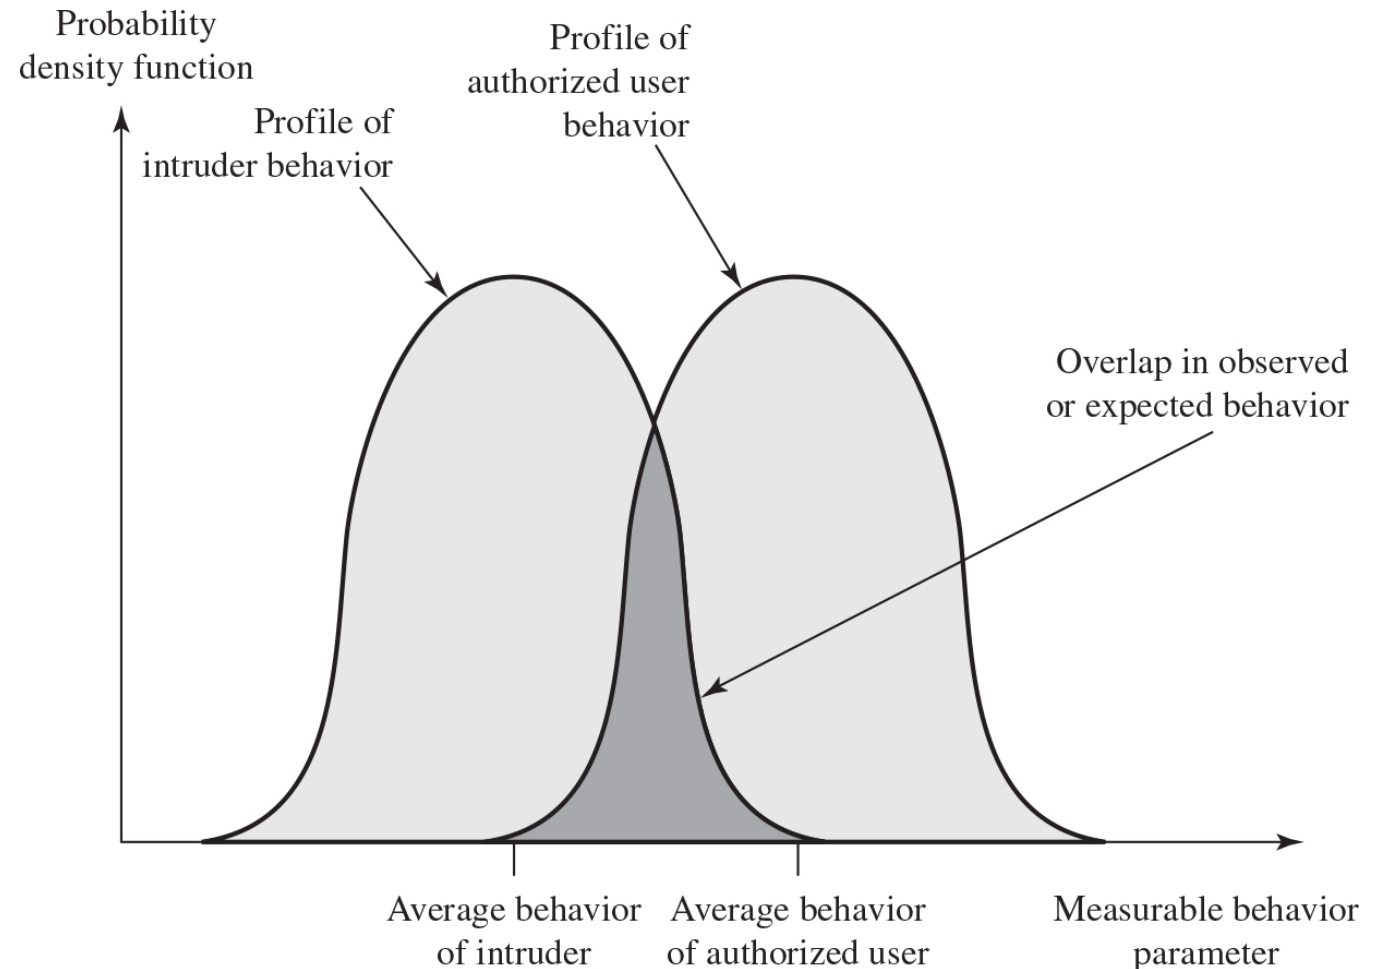 Probability
density function
Profile of
intruder behavior
Profile of
authorized user
behavior
Overlap in observed
or expected behavior
Average behavior
of intruder
Average behavior
of authorized user
Measurable behavior
parameter